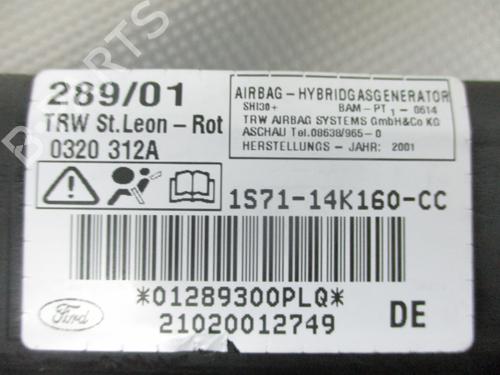 289/01
TRW St.Leon - Rot
0320 312A
AIRBAG - HYBRIDGASGENERATOR
SHI30+ BAM - PT 1 - 0614
TRW AIRBAG SYSTEMS GmbH&Co KG
ASCHAU Tel.08638/965-0
HERSTELLUNGS - JAHR: 2001
1S71-14K160-CC
*01289300PLQ*
21020012749
DE
Ford